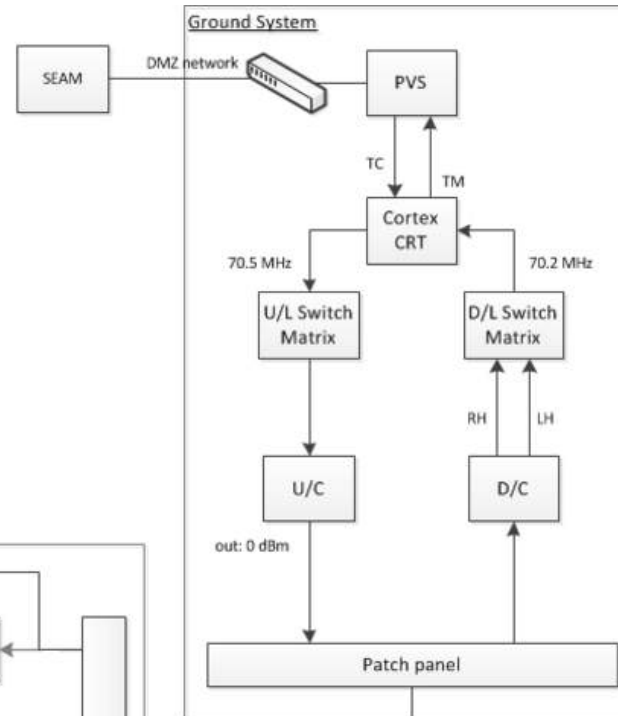 Ground System
SEAM
DMZ network
PVS
TC
TM
Cortex
CRT
70.5 MHz
70.2 MHz
U/L Switch
Matrix
D/L Switch
Matrix
RH
LH
U/C
D/C
out: 0 dBm
Patch panel